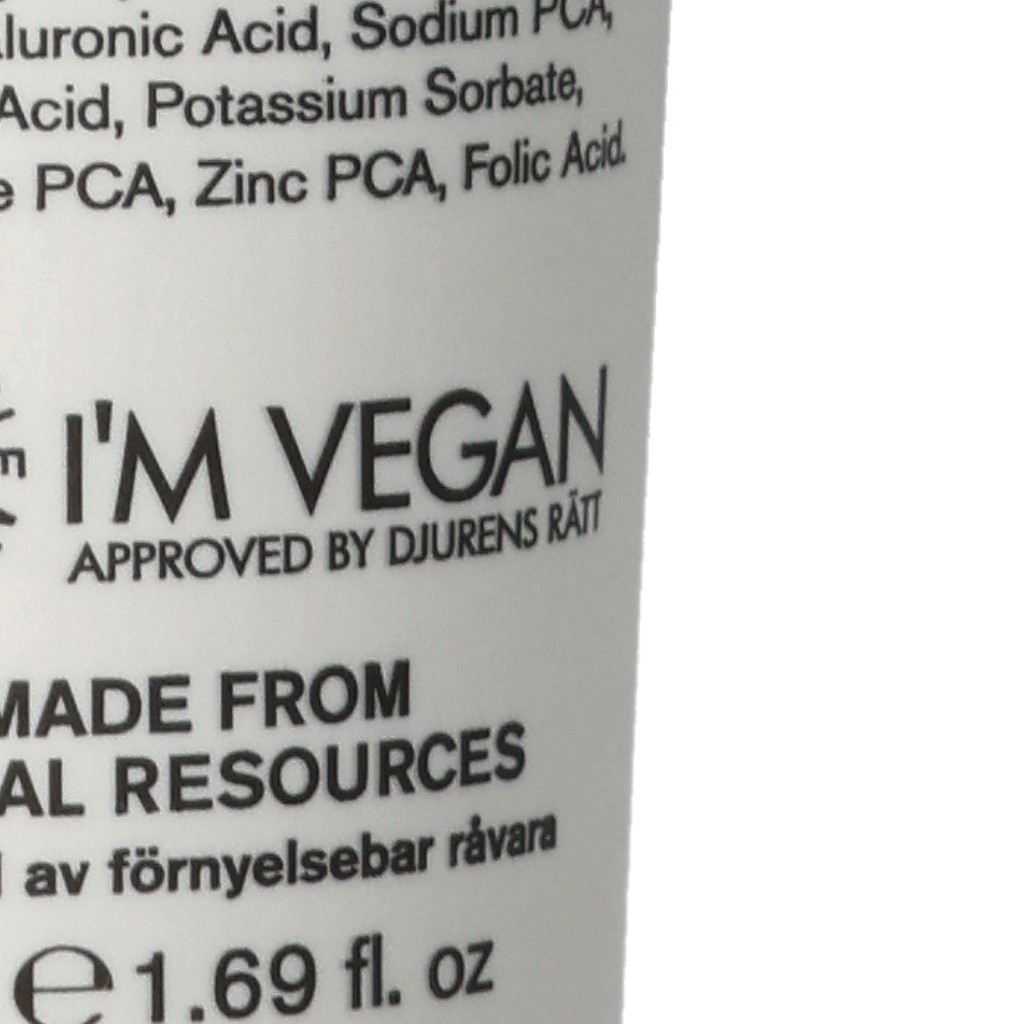 luronic Acid, Sodium PCA,
Acid, Potassium Sorbate,
e PCA, Zinc PCA, Folic Acid.
I'M VEGAN
APPROVED BY DJURENS RÄTT
MADE FROM
AL RESOURCES
av förnyelsebar råvara
e 1.69 fl. oz